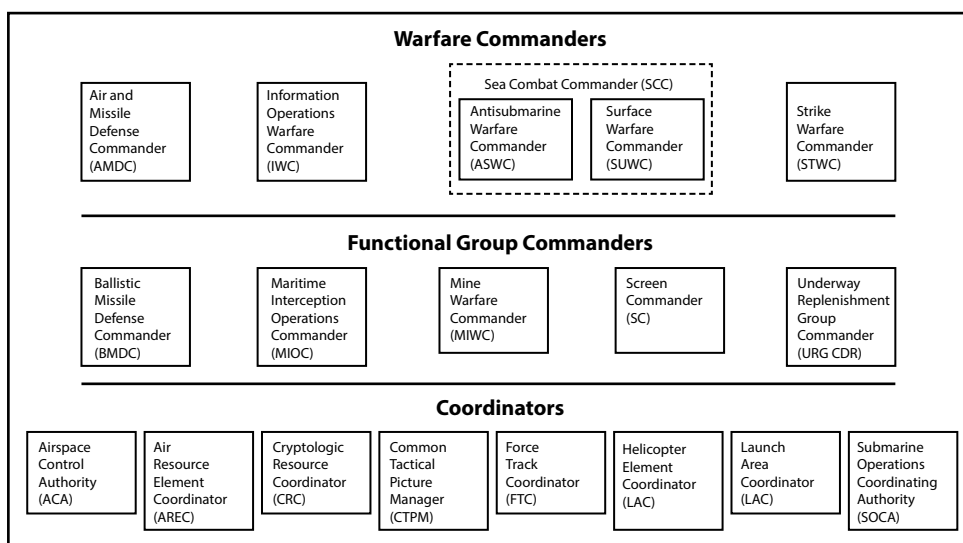 Warfare Commanders
Air and
Missile
Defense
Commander
(AMDC)
Information
Operations
Warfare
Commander
(IWC)
Sea Combat Commander (SCC)
Antisubmarine
Warfare
Commander
(ASWC)
Surface
Warfare
Commander
(SUWC)
Strike
Warfare
Commander
(STWC)
Functional Group Commanders
Ballistic
Missile
Defense
Commander
(BMDC)
Maritime
Interception
Operations
Commander
(MIOC)
Mine
Warfare
Commander
(MIWC)
Screen
Commander
(SC)
Underway
Replenishment
Group
Commander
(URG CDR)
Coordinators
Airspace
Control
Authority
(ACA)
Air
Resource
Element
Coordinator
(AREC)
Cryptologic
Resource
Coordinator
(CRC)
Common
Tactical
Picture
Manager
(CTPM)
Force
Track
Coordinator
(FTC)
Helicopter
Element
Coordinator
(LAC)
Launch
Area
Coordinator
(LAC)
Submarine
Operations
Coordinating
Authority
(SOCA)